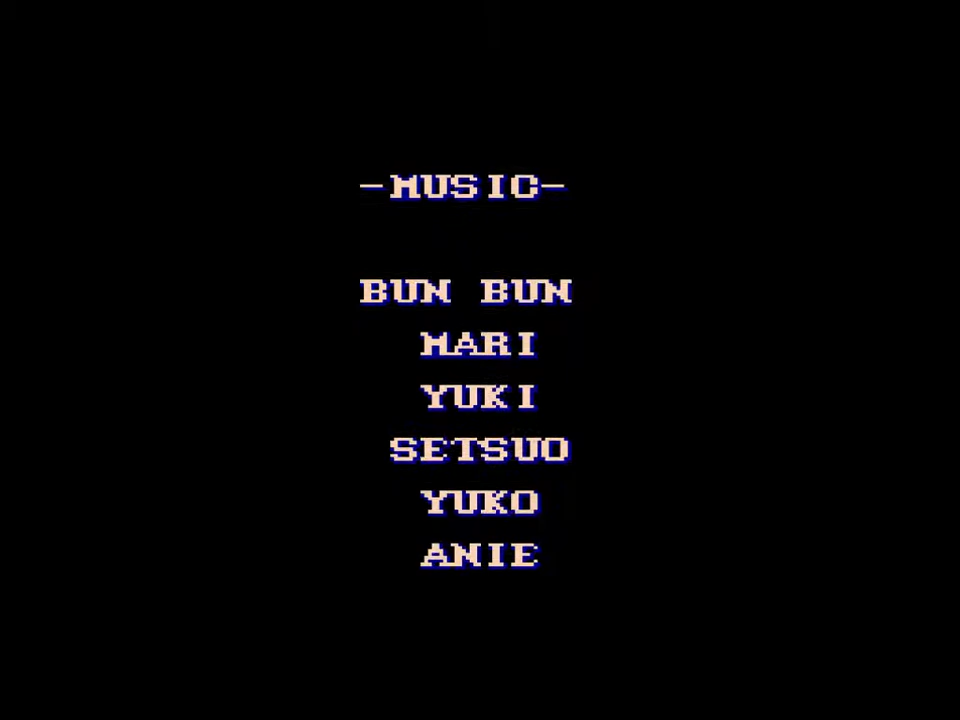 -MUSIC-
BUN BUN
MARI
YUKI
SETSUO
YUKO
ANIE